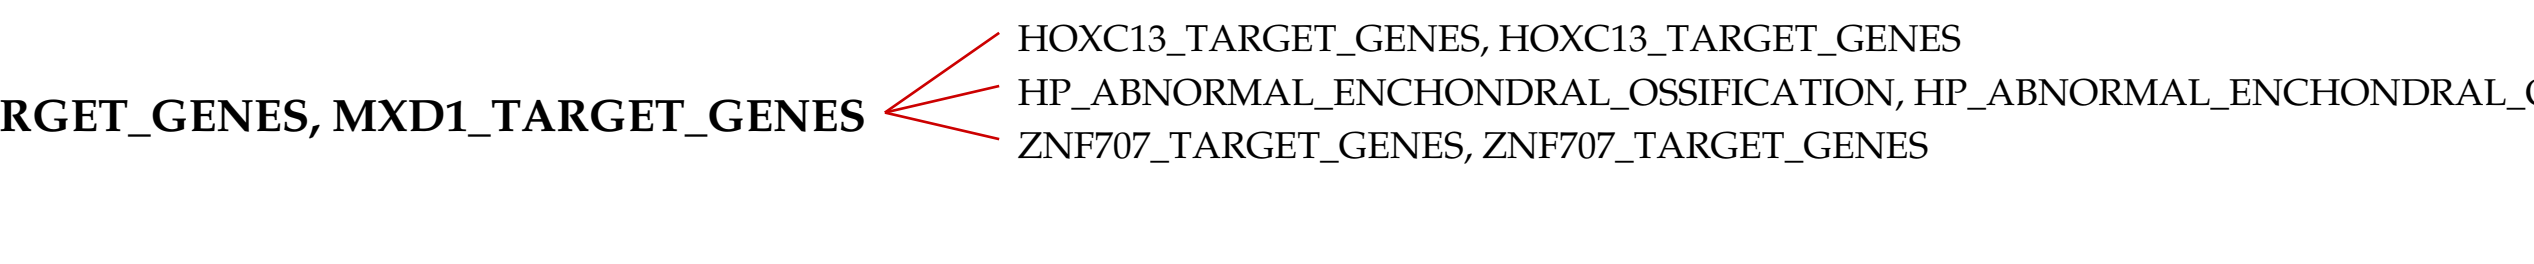 RGET_GENES, MXD1_TARGET_GENES
HOXC13_TARGET_GENES, HOXC13_TARGET_GENES
HP_ABNORMAL_ENCHONDRAL_OSSIFICATION, HP_ABNORMAL_ENCHONDRAL_
ZNF707_TARGET_GENES, ZNF707_TARGET_GENES